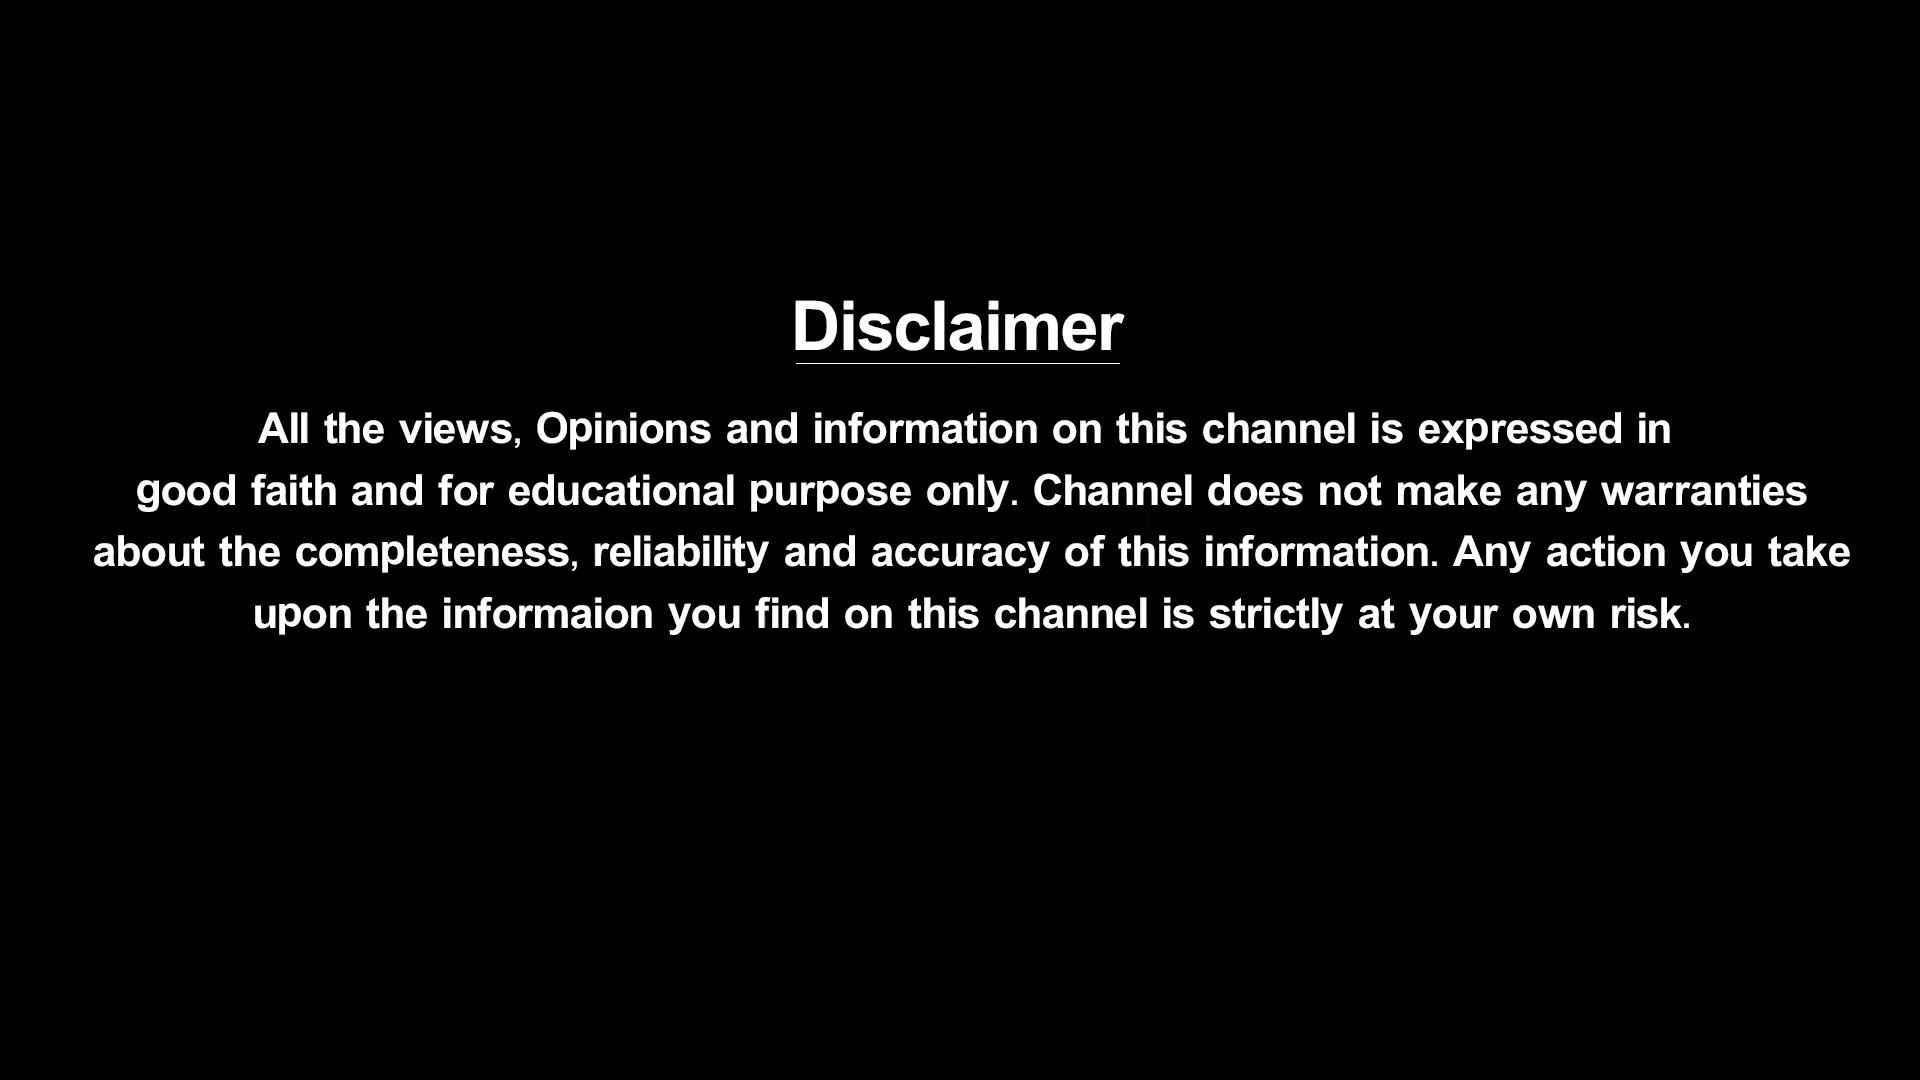 Disclaimer
All the views, Opinions and information on this channel is expressed in
good faith and for educational purpose only. Channel does not make any warranties
about the completeness, reliability and accuracy of this information. Any action you take
upon the informaion you find on this channel is strictly at your own risk.